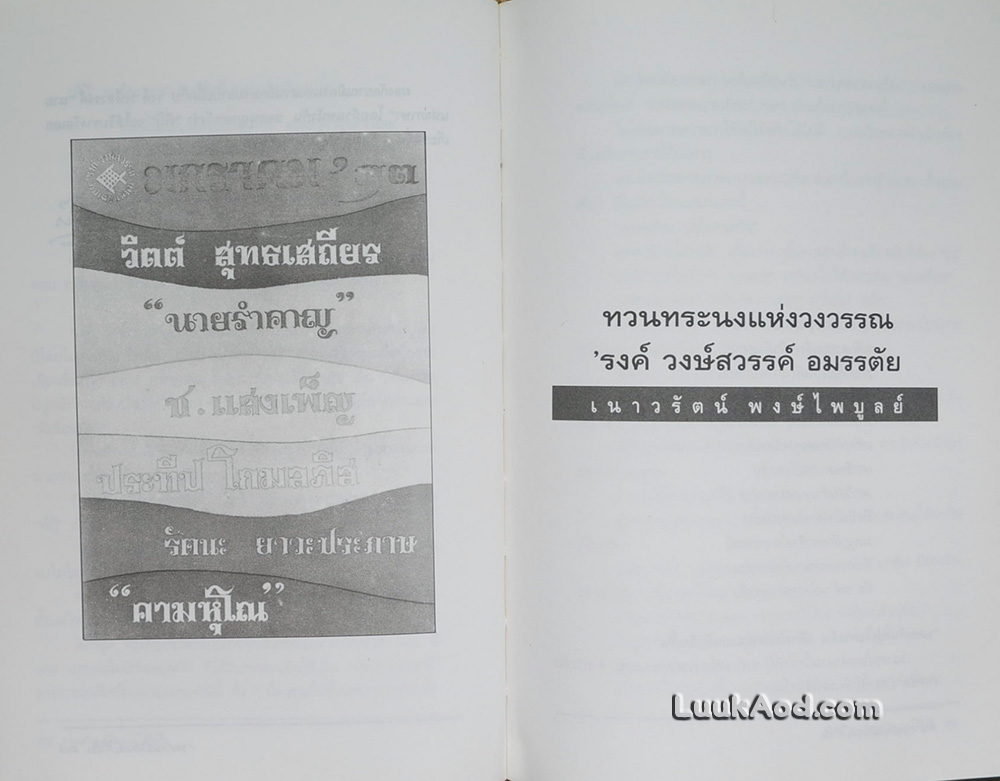 วิตต์ สุทธเสถียร
“นายรำคาญ”
ช. แสงเพ็ญ
ประทีป โกมลภิส
รัตนะ ยาวะประภาษ
“คามหุโณ”
ทวนทระนงแห่งวงวรรณ
’รงค์ วงษ์สวรรค์ อมรรตัย
เนาวรัตน์ พงษ์ไพบูลย์
LuukAod.com